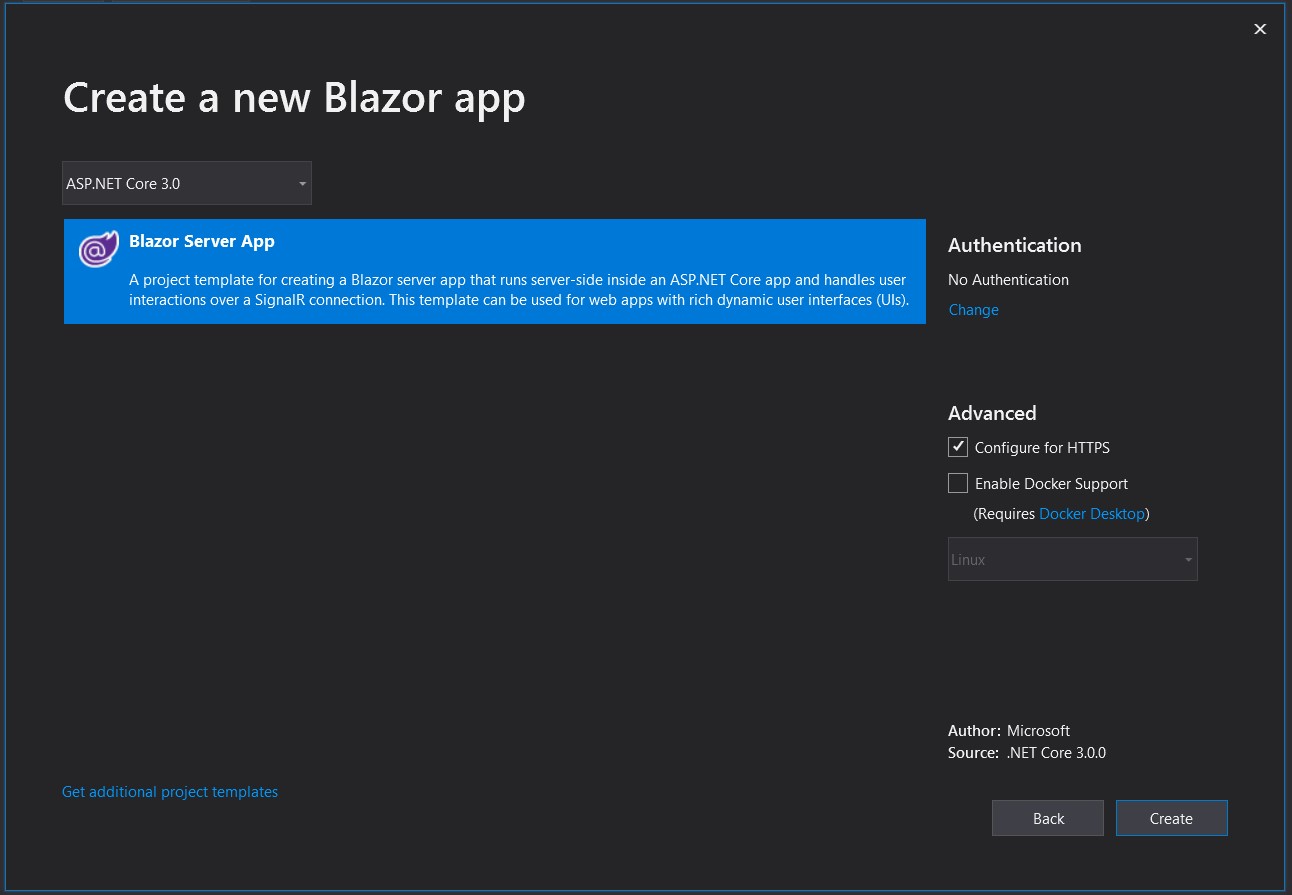 Create a new Blazor app
ASP.NET Core 3.0
Blazor Server App
A project template for creating a Blazor server app that runs server-side inside an ASP.NET Core app and handles user
interactions over a SignalR connection. This template can be used for web apps with rich dynamic user interfaces (UIs).
Authentication
No Authentication
Change
Advanced
Configure for HTTPS
Enable Docker Support
(Requires Docker Desktop)
Linux
Author: Microsoft
Source: .NET Core 3.0.0
Get additional project templates
Back
Create